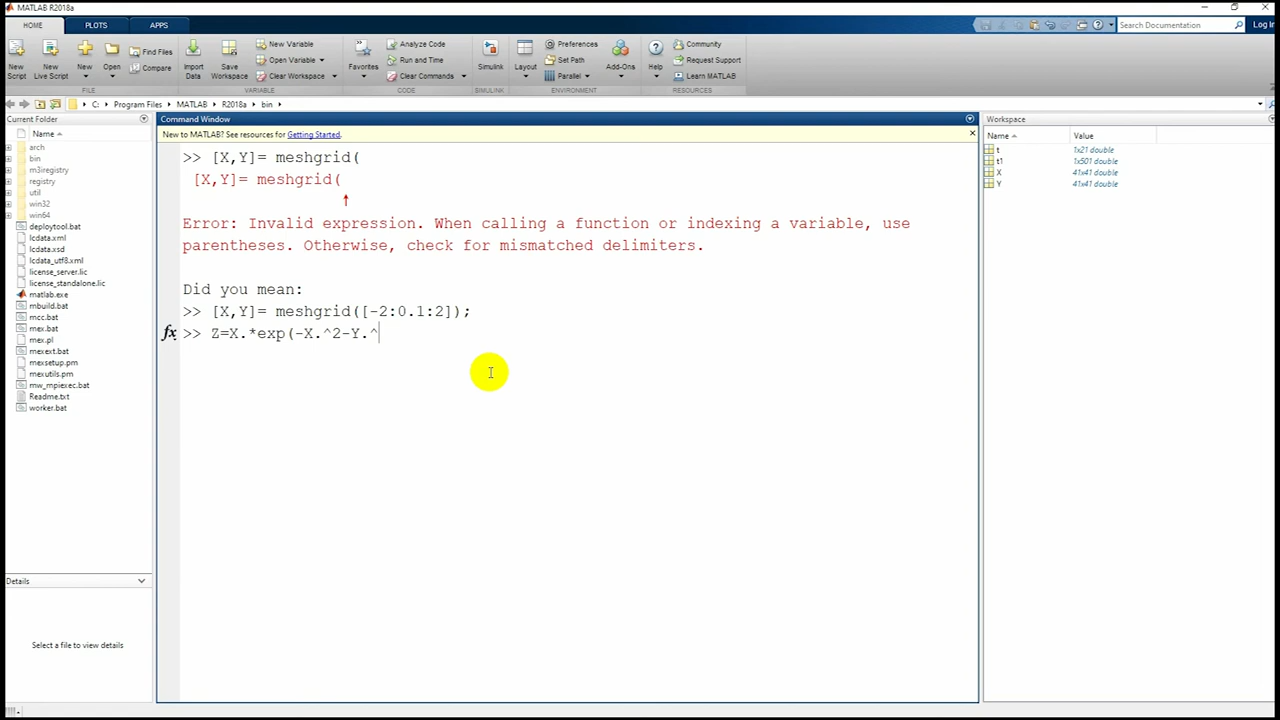 MATLAB R2018a
HOME PLOTS APPS
Search Documentation Log In
New Script
New Live Script
New
Open
Find Files
Compare
FILE
Import Data
Save Workspace
New Variable
Open Variable
Clear Workspace
VARIABLE
Favorites
Analyze Code
Run and Time
Clear Commands
CODE
Simulink
SIMULINK
Layout
Preferences
Set Path
Parallel
Add-Ons
ENVIRONMENT
Help
Community
Request Support
Learn MATLAB
RESOURCES
C: Program Files MATLAB R2018a bin
Current Folder
Name
arch
bin
m3iregistry
registry
util
win32
win64
deploytool.bat
lcdata.xml
lcdata.xsd
lcdata_utf8.xml
license_server.lic
license_standalone.lic
matlab.exe
mbuild.bat
mcc.bat
mex.bat
mex.pl
mexext.bat
mexsetup.pm
mexutils.pm
mw_mpiexec.bat
Readme.txt
worker.bat
Details
Select a file to view details
Command Window
New to MATLAB? See resources for Getting Started.
>> [X,Y]= meshgrid(
[X,Y]= meshgrid(
↑
Error: Invalid expression. When calling a function or indexing a variable, use
parentheses. Otherwise, check for mismatched delimiters.
Did you mean:
>> [X,Y]= meshgrid([-2:0.1:2]);
fx >> Z=X.*exp(-X.^2-Y.^
Workspace
Name Value
t 1x21 double
t1 1x501 double
X 41x41 double
Y 41x41 double